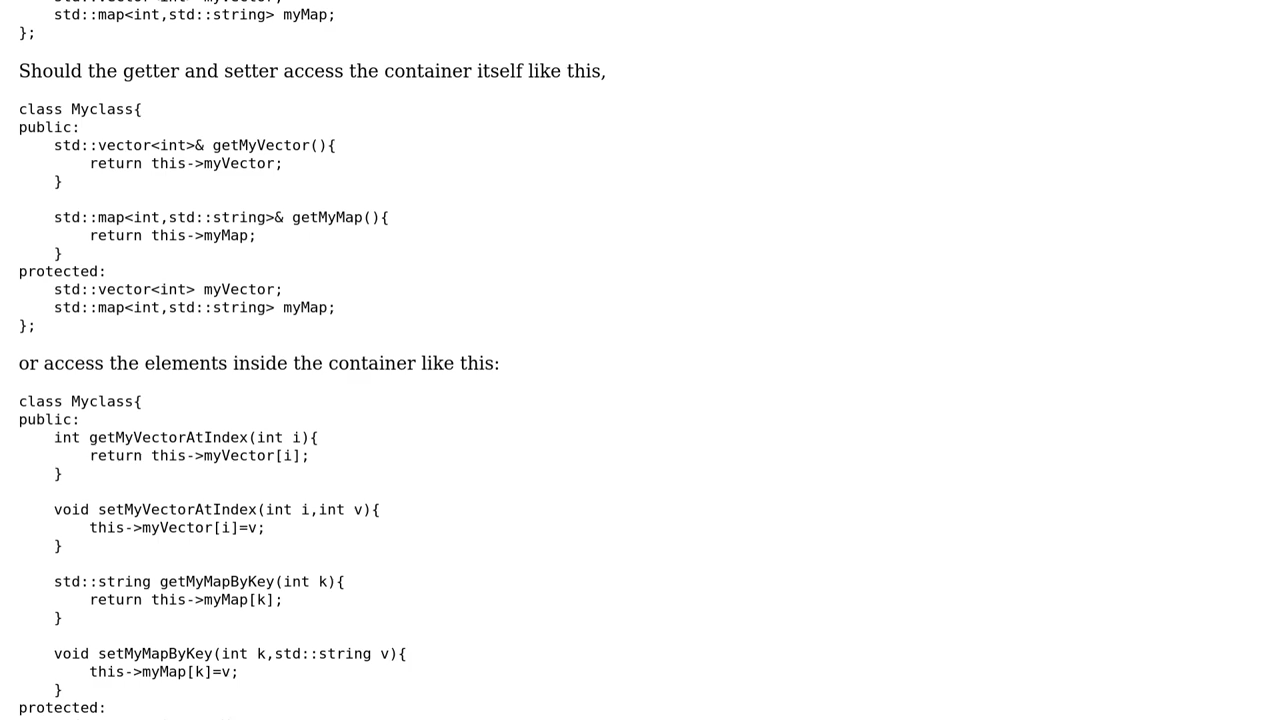 std::map<int,std::string> myMap;
};
Should the getter and setter access the container itself like this,
class Myclass{
public:
    std::vector<int>& getMyVector(){
        return this->myVector;
    }
    std::map<int,std::string>& getMyMap(){
        return this->myMap;
    }
protected:
    std::vector<int> myVector;
    std::map<int,std::string> myMap;
};
or access the elements inside the container like this:
class Myclass{
public:
    int getMyVectorAtIndex(int i){
        return this->myVector[i];
    }
    void setMyVectorAtIndex(int i,int v){
        this->myVector[i]=v;
    }
    std::string getMyMapByKey(int k){
        return this->myMap[k];
    }
    void setMyMapByKey(int k,std::string v){
        this->myMap[k]=v;
    }
protected: